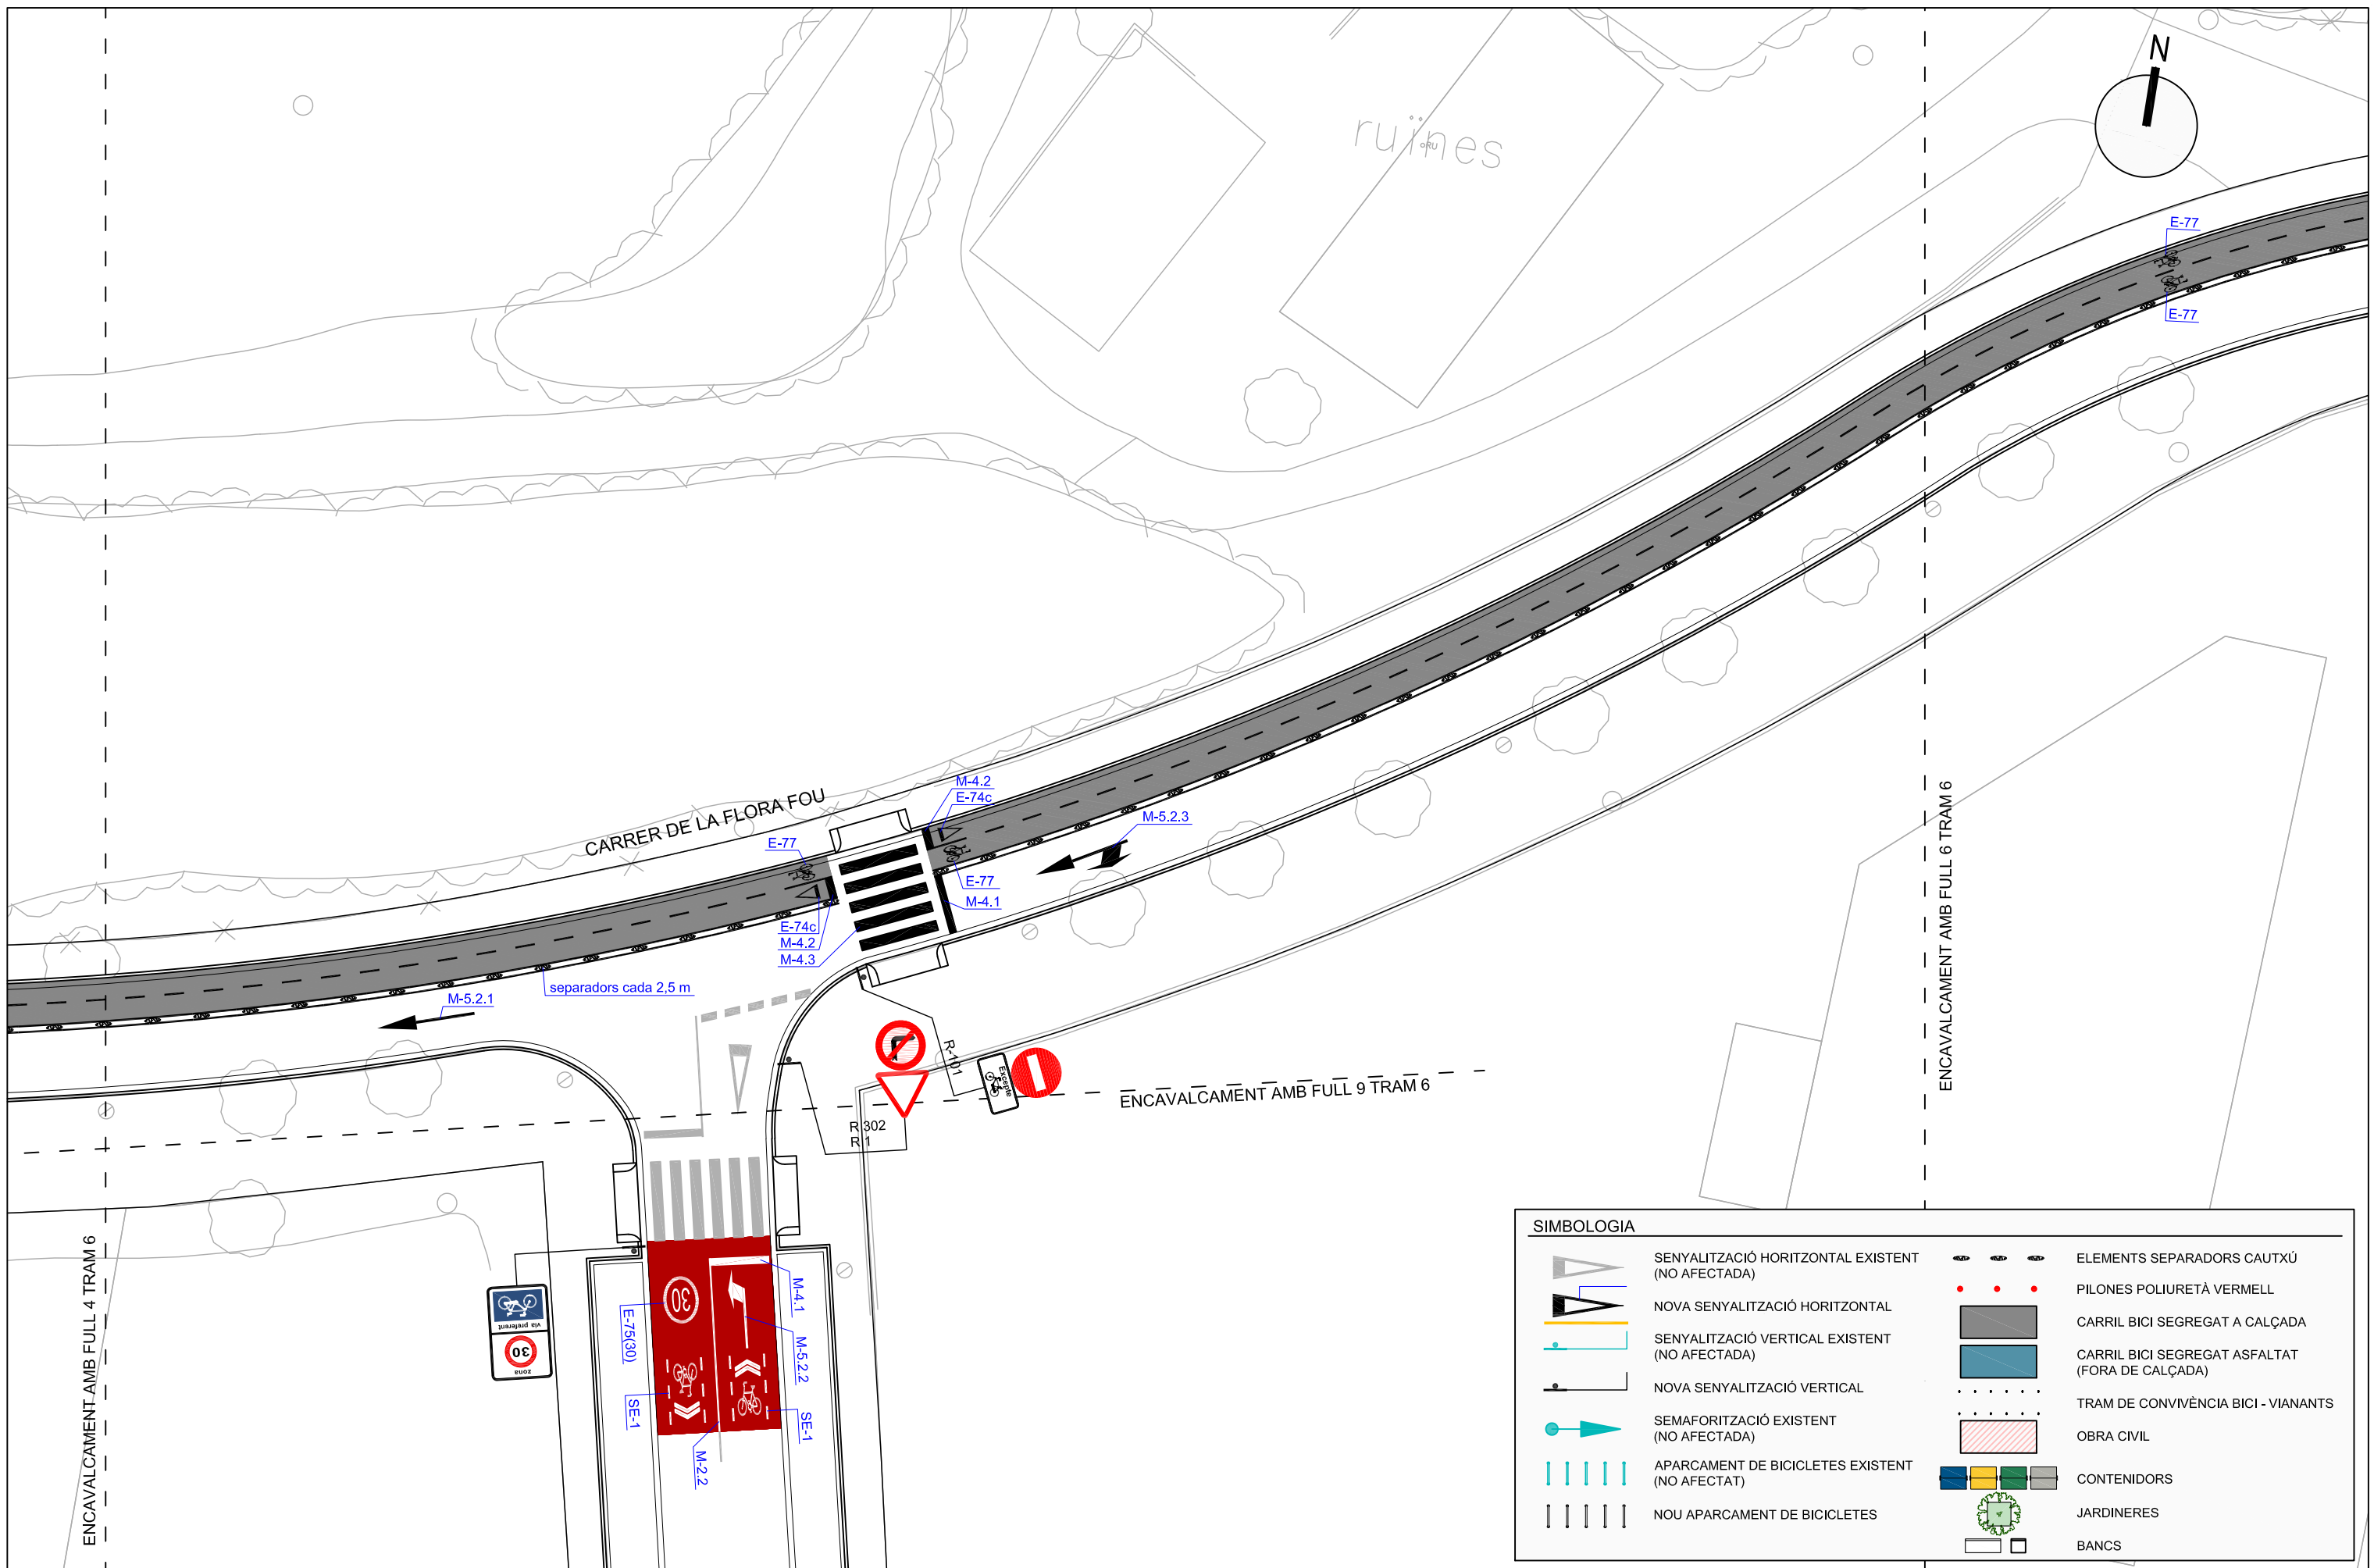 N
ruïnes
RU
E-77
E-77
CARRER DE LA FLORA FOU
M-4.2
E-74c
M-5.2.3
E-77
E-77
M-4.1
E-74c
M-4.2
M-4.3
separadors cada 2,5 m
M-5.2.1
R-101
Excepte
R 302
R 1
ENCAVALCAMENT AMB FULL 9 TRAM 6
ENCAVALCAMENT AMB FULL 6 TRAM 6
ENCAVALCAMENT AMB FULL 4 TRAM 6
via preferent
30
zona
30
E-75(30)
SE-1
M-4.1
M-5.2.2
SE-1
M-2.2
SIMBOLOGIA
SENYALITZACIÓ HORITZONTAL EXISTENT
(NO AFECTADA)
NOVA SENYALITZACIÓ HORITZONTAL
SENYALITZACIÓ VERTICAL EXISTENT
(NO AFECTADA)
NOVA SENYALITZACIÓ VERTICAL
SEMAFORITZACIÓ EXISTENT
(NO AFECTADA)
APARCAMENT DE BICICLETES EXISTENT
(NO AFECTAT)
NOU APARCAMENT DE BICICLETES
ELEMENTS SEPARADORS CAUTXÚ
PILONES POLIURETÀ VERMELL
CARRIL BICI SEGREGAT A CALÇADA
CARRIL BICI SEGREGAT ASFALTAT
(FORA DE CALÇADA)
TRAM DE CONVIVÈNCIA BICI - VIANANTS
OBRA CIVIL
CONTENIDORS
JARDINERES
BANCS